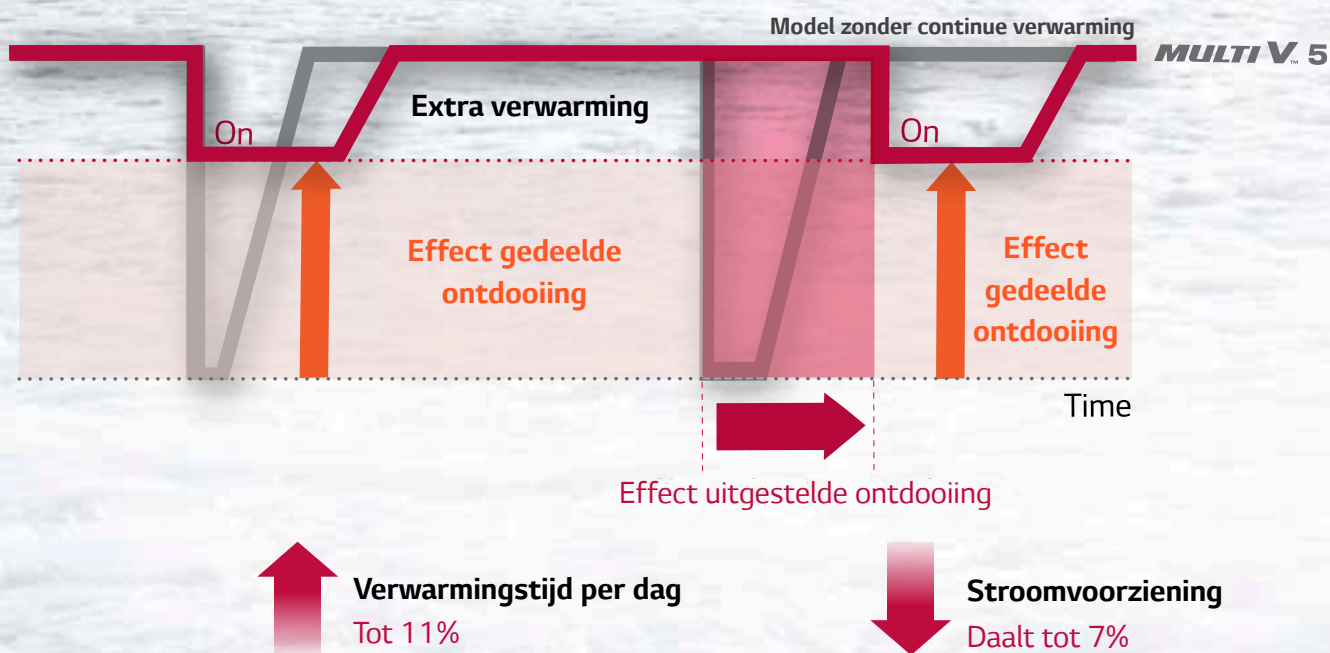 Model zonder continue verwarming
MULTI V™ 5
On
Extra verwarming
On
Effect gedeelde
ontdooiing
Effect
gedeelde
ontdooiing
Time
Effect uitgestelde ontdooiing
Verwarmingstijd per dag
Tot 11%
Stroomvoorziening
Daalt tot 7%